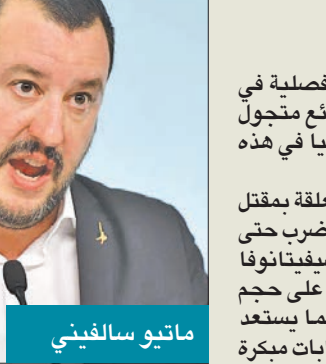 فصلية في
ئع متجول
يا في هذه
علقة بمقتل
ضرب حتى
سيفيتانوفا
على حجم
ما يستعد
بات مبكرة
ماتيو سالفيني